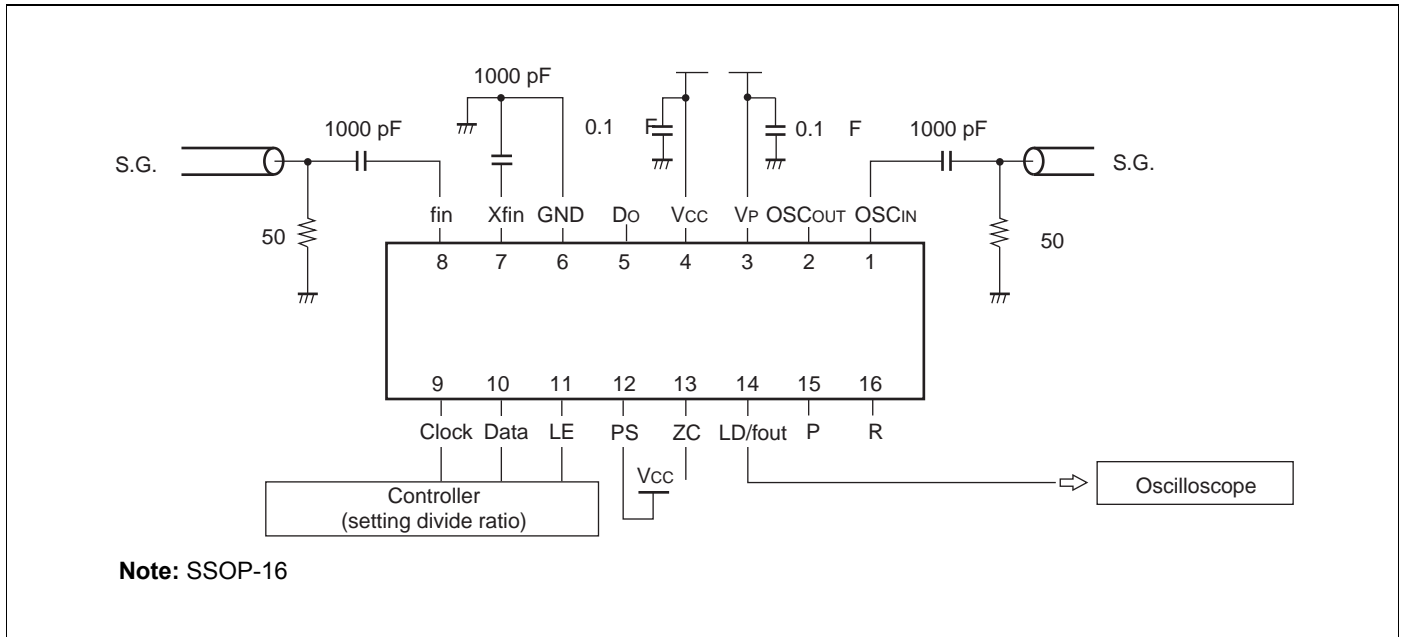 1000 pF
1000 pF
0.1 F
0.1 F
1000 pF
S.G.
S.G.
50
50
fin Xfin GND DO VCC VP OSCOUT OSCIN
8 7 6 5 4 3 2 1
9 10 11 12 13 14 15 16
Clock Data LE PS ZC LD/fout P R
VCC
Controller
(setting divide ratio)
Oscilloscope
Note: SSOP-16